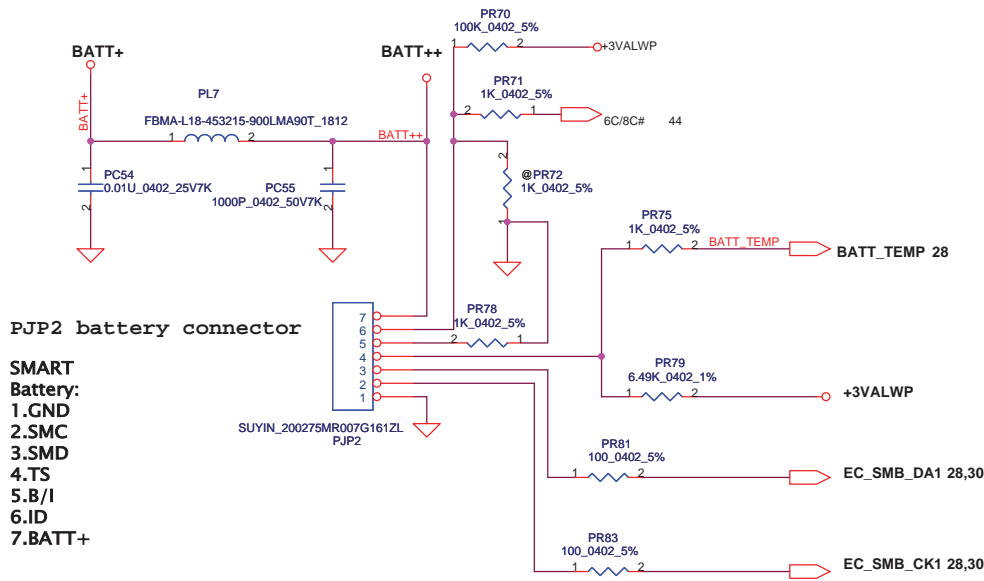 PR70
100K_0402_5%
1 2 +3VALWP
BATT+ BATT++
PR71
1K_0402_5%
2 1 6C/8C# 44
PL7
FBMA-L18-453215-900LMA90T_1812
BATT+
1 2 BATT++
2
@PR72
1K_0402_5%
1
1
PC54
0.01U_0402_25V7K
2
1
PC55
1000P_0402_50V7K
2
PR75
1K_0402_5%
1 2 BATT_TEMP BATT_TEMP 28
PJP2 battery connector
PR78
1K_0402_5%
2 1
7
6
5
4
3
2
1
SUYIN_200275MR007G161ZL
PJP2
PR79
6.49K_0402_1%
1 2 +3VALWP
SMART
Battery:
1.GND
2.SMC
3.SMD
4.TS
5.B/I
6.ID
7.BATT+
PR81
100_0402_5%
1 2 EC_SMB_DA1 28,30
PR83
100_0402_5%
1 2 EC_SMB_CK1 28,30